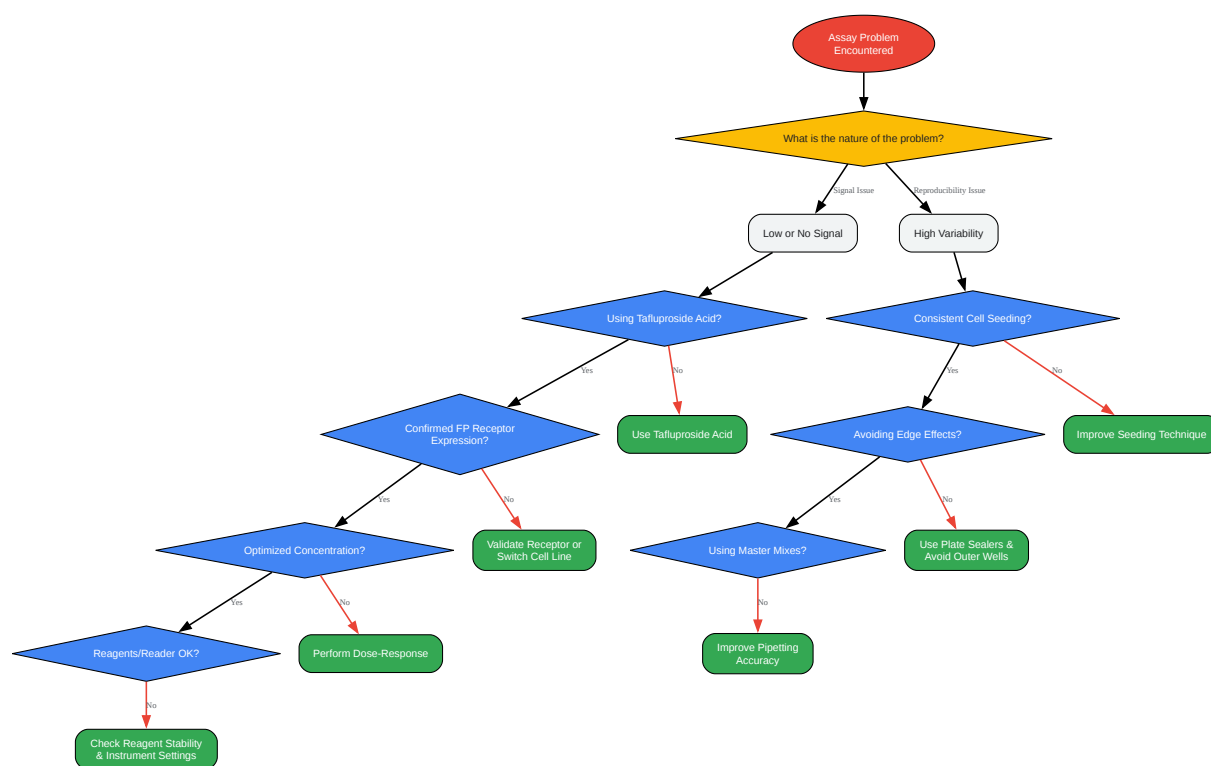 Assay Problem
Encountered
What is the nature of the problem?
Signal Issue
Reproducibility Issue
Low or No Signal
High Variability
Using Tafluproside Acid?
Consistent Cell Seeding?
Yes
No
Yes
No
Confirmed FP Receptor
Expression?
Use Tafluproside Acid
Avoiding Edge Effects?
Improve Seeding Technique
Yes
No
Yes
No
Optimized Concentration?
Validate Receptor or
Switch Cell Line
Using Master Mixes?
Use Plate Sealers &
Avoid Outer Wells
Yes
No
No
Reagents/Reader OK?
Perform Dose-Response
Improve Pipetting
Accuracy
No
Check Reagent Stability
& Instrument Settings